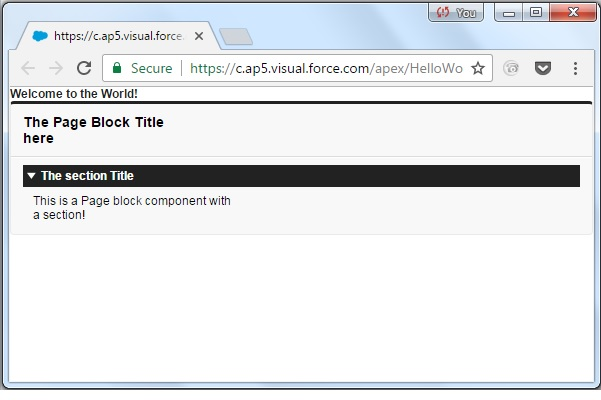 You
https://c.ap5.visual.force.
Secure
https://c.ap5.visual.force.com/apex/HelloWo
Welcome to the World!
The Page Block Title
here
The section Title
This is a Page block component with
a section!